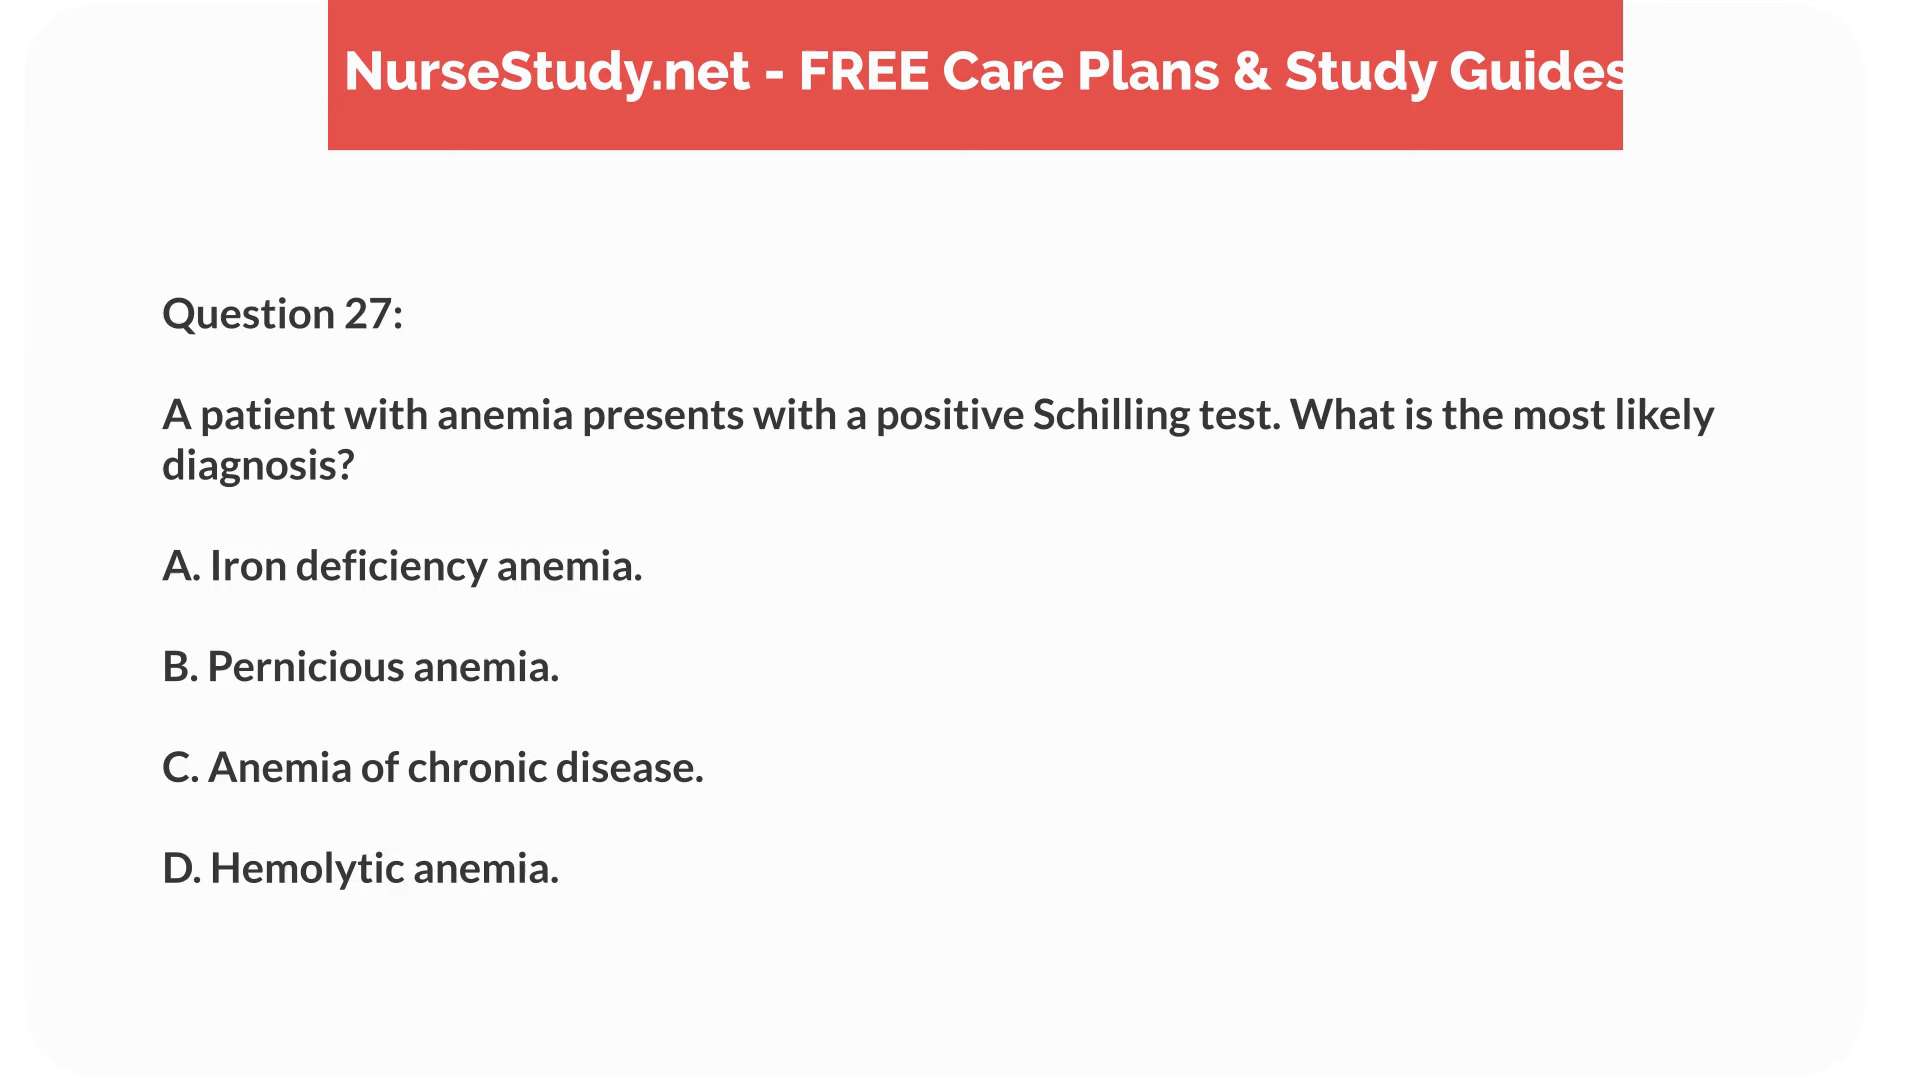 NurseStudy.net - FREE Care Plans & Study Guides
Question 27:
A patient with anemia presents with a positive Schilling test. What is the most likely
diagnosis?
A. Iron deficiency anemia.
B. Pernicious anemia.
C. Anemia of chronic disease.
D. Hemolytic anemia.